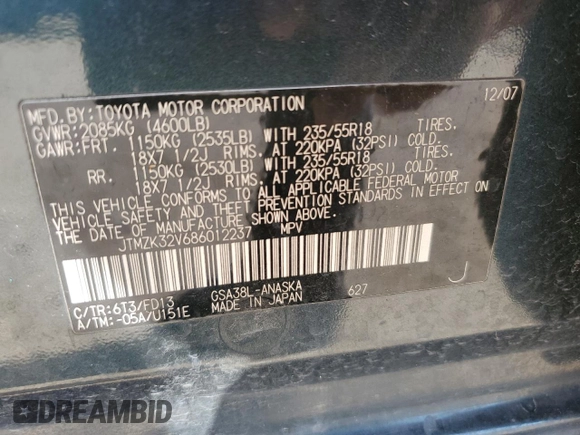 MFD.BY:TOYOTA MOTOR CORPORATION 12/07
GVWR:2085KG (4600LB)
GAWR:FRT. 1150KG (2535LB) WITH 235/55R18 TIRES.
18X7 1/2J RIMS. AT 220KPA (32PSI) COLD.
RR. 1150KG (2530LB) WITH 235/55R18 TIRES.
18X7 1/2J RIMS. AT 220KPA (32PSI) COLD.
THIS VEHICLE CONFORMS TO ALL APPLICABLE FEDERAL MOTOR
VEHICLE SAFETY AND THEFT PREVENTION STANDARDS IN EFFECT ON
THE DATE OF MANUFACTURE SHOWN ABOVE.
JTMZK32V686012237 MPV
J
C/TR:6T3/FD13 GSA38L-ANASKA 627
A/TM:-05A/U151E MADE IN JAPAN
DREAMBID